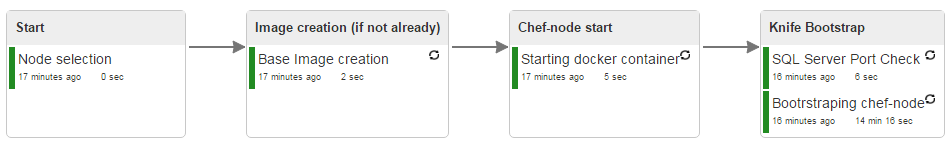 Start
Node selection
17 minutes ago 0 sec
Image creation (if not already)
Base Image creation
17 minutes ago 2 sec
Chef-node start
Starting docker container
17 minutes ago 5 sec
Knife Bootstrap
SQL Server Port Check
16 minutes ago 6 sec
Bootrstraping chef-node
16 minutes ago 14 min 16 sec